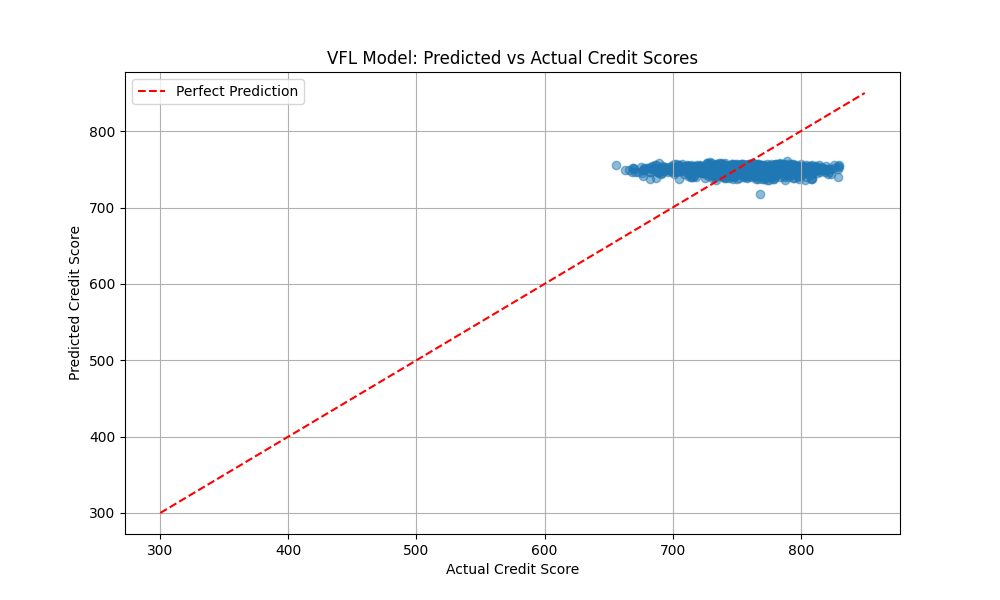 VFL Model: Predicted vs Actual Credit Scores
Perfect Prediction
Predicted Credit Score
800
700
600
500
400
300
300 400 500 600 700 800
Actual Credit Score